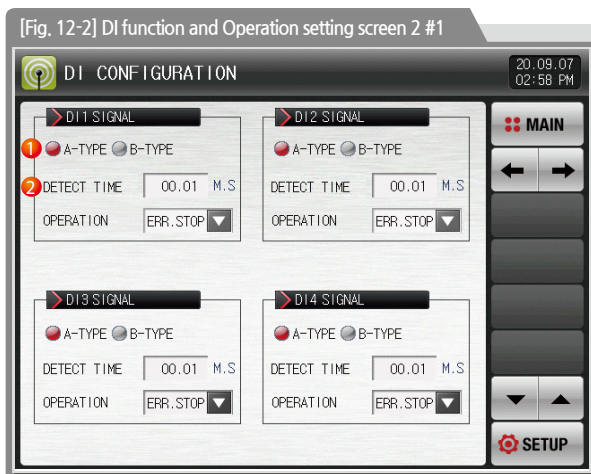 [Fig. 12-2] DI function and Operation setting screen 2 #1
DI CONFIGURATION
20.09.07
02:58 PM
DI1 SIGNAL
1 A-TYPE B-TYPE
2 DETECT TIME 00.01 M.S
OPERATION ERR.STOP
DI2 SIGNAL
A-TYPE B-TYPE
DETECT TIME 00.01 M.S
OPERATION ERR.STOP
DI3 SIGNAL
A-TYPE B-TYPE
DETECT TIME 00.01 M.S
OPERATION ERR.STOP
DI4 SIGNAL
A-TYPE B-TYPE
DETECT TIME 00.01 M.S
OPERATION ERR.STOP
MAIN
SETUP